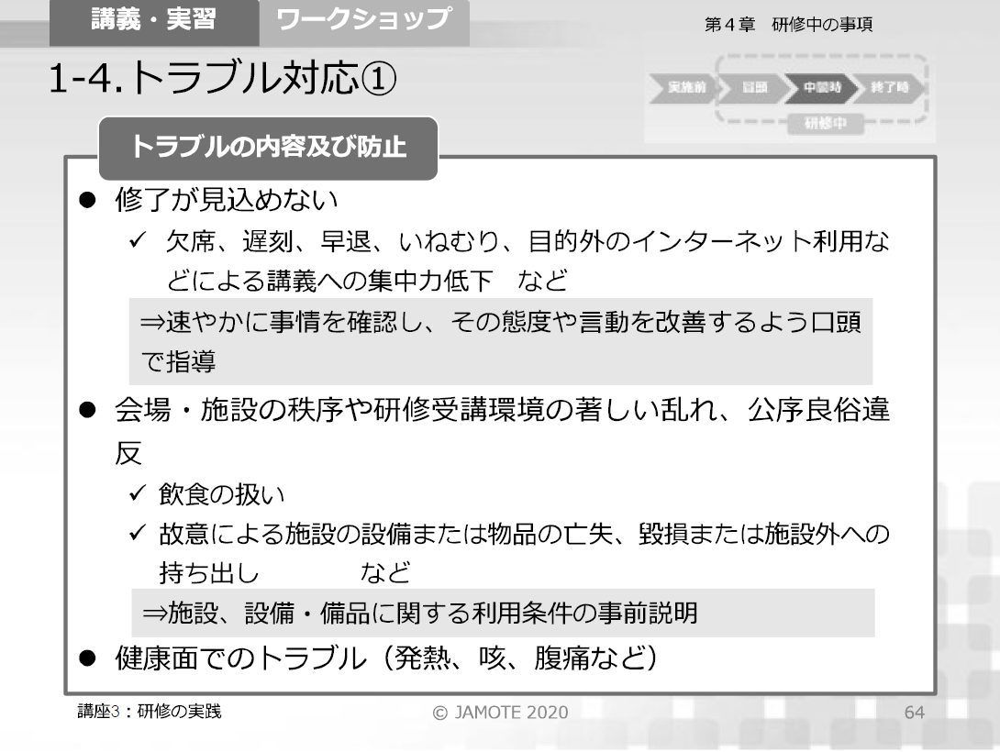 講義・実習
ワークショップ
第４章　研修中の事項
1-4.トラブル対応①
実施前
冒頭
中間時
終了時
研修中
トラブルの内容及び防止
● 修了が見込めない
✓ 欠席、遅刻、早退、いねむり、目的外のインターネット利用な
どによる講義への集中力低下　など
⇒速やかに事情を確認し、その態度や言動を改善するよう口頭
で指導
● 会場・施設の秩序や研修受講環境の著しい乱れ、公序良俗違
反
✓ 飲食の扱い
✓ 故意による施設の設備または物品の亡失、毀損または施設外への
持ち出し　　　　など
⇒施設、設備・備品に関する利用条件の事前説明
● 健康面でのトラブル（発熱、咳、腹痛など）
講座3：研修の実践
© JAMOTE 2020
64